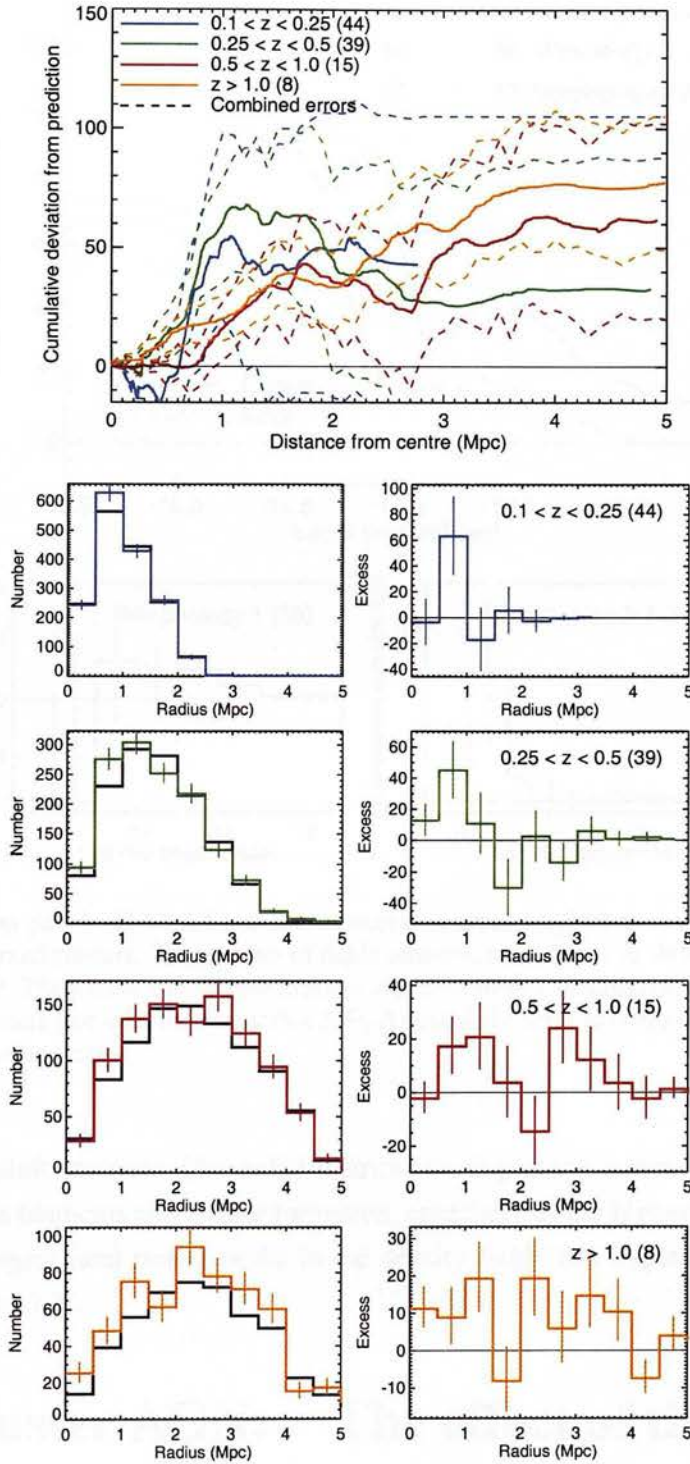 0.1 < z < 0.25 (44)
0.25 < z < 0.5 (39)
0.5 < z < 1.0 (15)
z > 1.0 (8)
Combined errors
Cumulative deviation from prediction
150
100
50
0
0 1 2 3 4 5
Distance from centre (Mpc)
Number
600
500
400
300
200
100
0
0 1 2 3 4 5
Radius (Mpc)
0.1 < z < 0.25 (44)
Excess
100
80
60
40
20
0
-20
-40
0 1 2 3 4 5
Radius (Mpc)
Number
300
250
200
150
100
50
0
0 1 2 3 4 5
Radius (Mpc)
0.25 < z < 0.5 (39)
Excess
60
40
20
0
-20
-40
0 1 2 3 4 5
Radius (Mpc)
Number
150
100
50
0
0 1 2 3 4 5
Radius (Mpc)
0.5 < z < 1.0 (15)
Excess
40
20
0
-20
0 1 2 3 4 5
Radius (Mpc)
Number
100
80
60
40
20
0
0 1 2 3 4 5
Radius (Mpc)
z > 1.0 (8)
Excess
30
20
10
0
-10
0 1 2 3 4 5
Radius (Mpc)